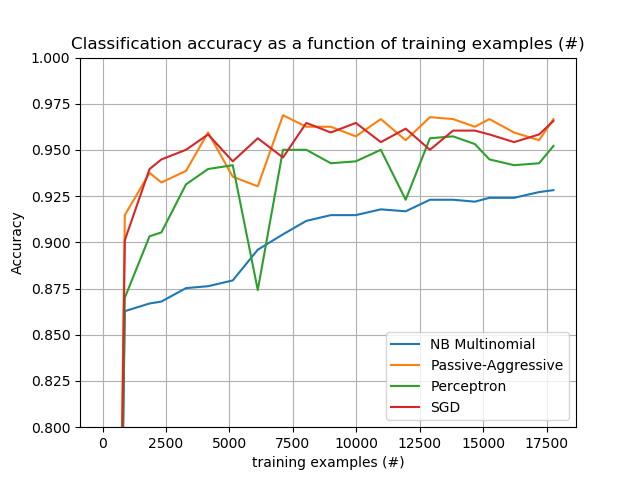 Classification accuracy as a function of training examples (#)
1.000
0.975
0.950
0.925
0.900
0.875
0.850
0.825
0.800
Accuracy
NB Multinomial
Passive-Aggressive
Perceptron
SGD
0 2500 5000 7500 10000 12500 15000 17500
training examples (#)